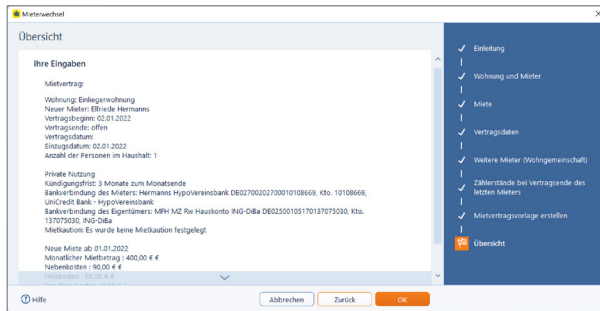 Mieterwechsel
Übersicht
Ihre Eingaben
Mietvertrag:
Wohnung: Einliegerwohnung
Neuer Mieter: Elfriede Hermanns
Vertragsbeginn: 02.01.2022
Vertragsende: offen
Vertragsdatum:
Einzugsdatum: 02.01.2022
Anzahl der Personen im Haushalt: 1
Private Nutzung
Kündigungsfrist: 3 Monate zum Monatsende
Bankverbindung des Mieters: Hermanns HypoVereinsbank DE02700202700010108669, Kto. 10108669,
UniCredit Bank - HypoVereinsbank
Bankverbindung des Eigentümers: MFH MZ Rw Hauskonto ING-DiBa DE02500105170137075030, Kto.
137075030, ING-DiBa
Mietkaution: Es wurde keine Mietkaution festgelegt
Neue Miete ab 01.01.2022
Monatlicher Mietbetrag : 400,00 € €
Nebenkosten : 90,00 € €
Einleitung
Wohnung und Mieter
Miete
Vertragsdaten
Weitere Mieter (Wohngemeinschaft)
Zählerstände bei Vertragsende des
letzten Mieters
Mietvertragsvorlage erstellen
Übersicht
Hilfe
Abbrechen
Zurück
OK